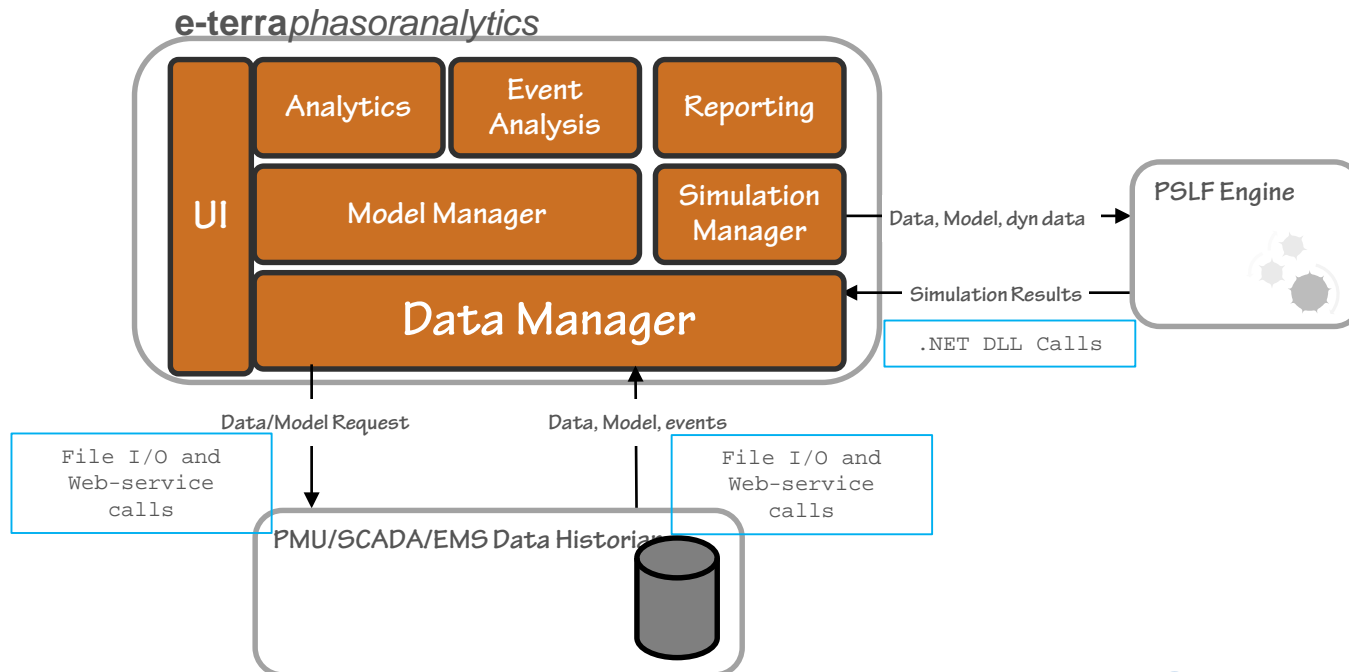 e-terraphasoranalytics
UI
Analytics
Event
Analysis
Reporting
Model Manager
Simulation
Manager
Data Manager
Data, Model, dyn data
Simulation Results
.NET DLL Calls
PSLF Engine
Data/Model Request
Data, Model, events
File I/O and
Web-service
calls
File I/O and
Web-service
calls
PMU/SCADA/EMS Data Historian